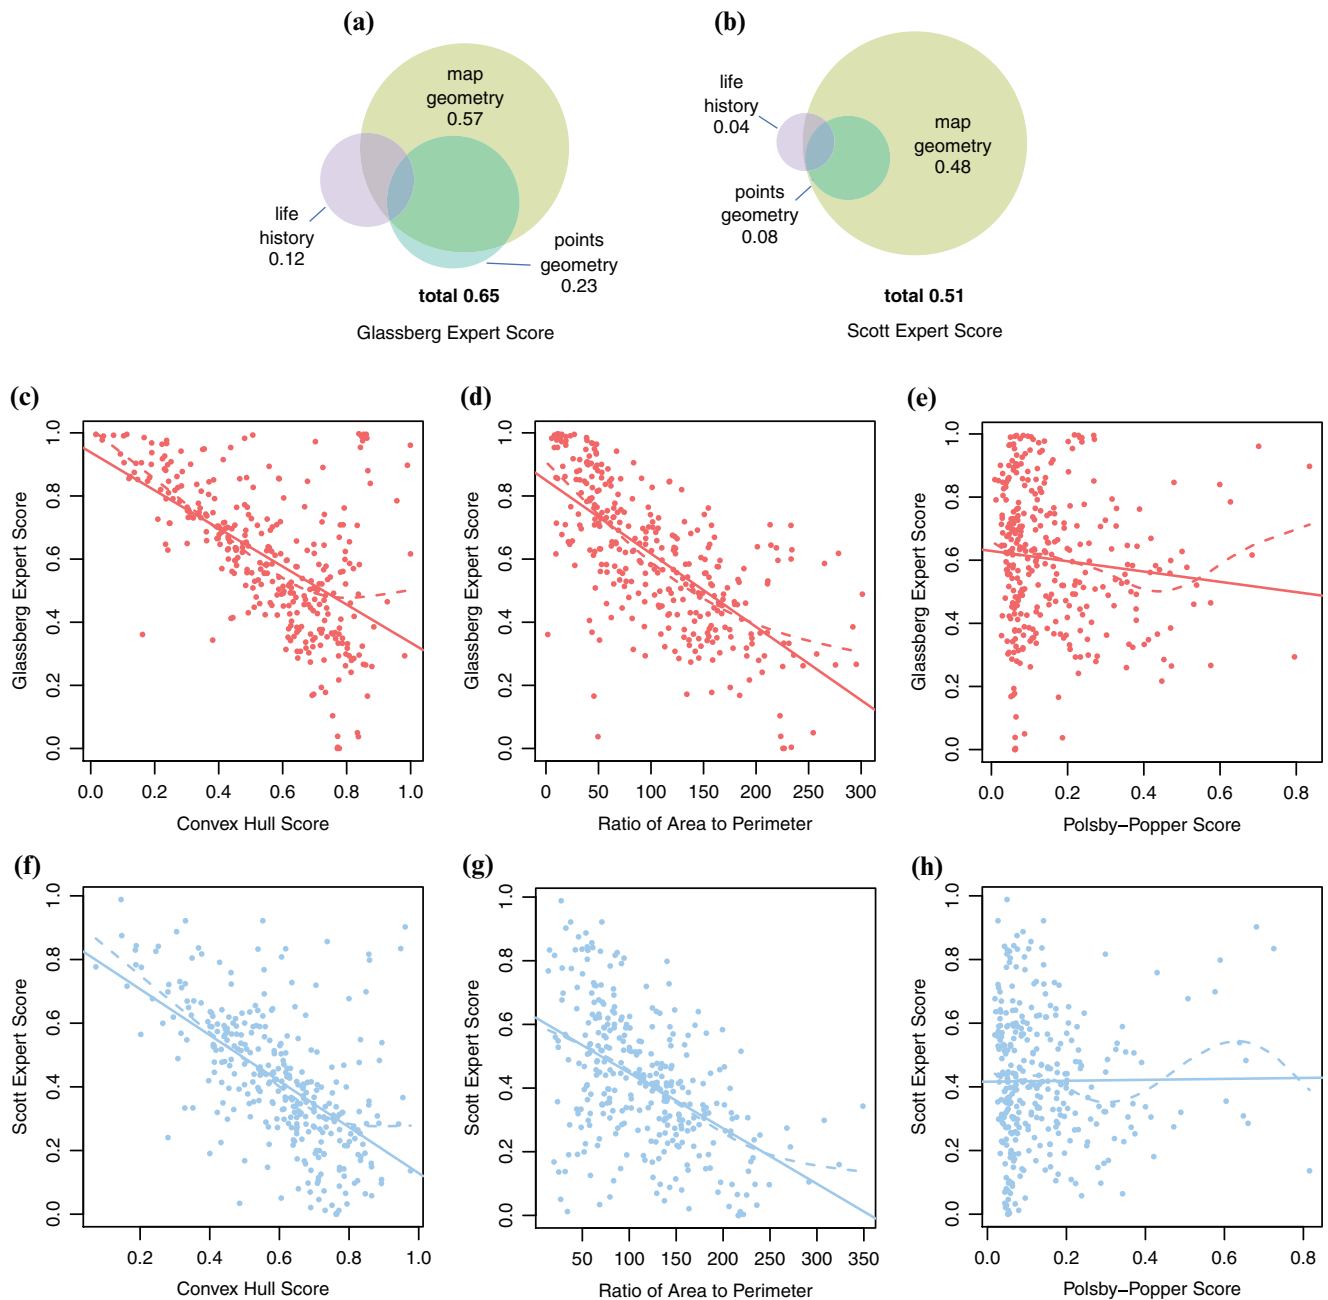 (a)
map
geometry
0.57
life
history
0.12
points
geometry
0.23
total 0.65
Glassberg Expert Score
(b)
life
history
0.04
map
geometry
0.48
points
geometry
0.08
total 0.51
Scott Expert Score
(c)
Glassberg Expert Score
0.0 0.2 0.4 0.6 0.8 1.0
0.0 0.2 0.4 0.6 0.8 1.0
Convex Hull Score
(d)
Glassberg Expert Score
0.0 0.2 0.4 0.6 0.8 1.0
0 50 100 150 200 250 300
Ratio of Area to Perimeter
(e)
Glassberg Expert Score
0.0 0.2 0.4 0.6 0.8 1.0
0.0 0.2 0.4 0.6 0.8
Polsby–Popper Score
(f)
Scott Expert Score
0.0 0.2 0.4 0.6 0.8 1.0
0.2 0.4 0.6 0.8 1.0
Convex Hull Score
(g)
Scott Expert Score
0.0 0.2 0.4 0.6 0.8 1.0
50 100 150 200 250 300 350
Ratio of Area to Perimeter
(h)
Scott Expert Score
0.0 0.2 0.4 0.6 0.8 1.0
0.0 0.2 0.4 0.6 0.8
Polsby–Popper Score